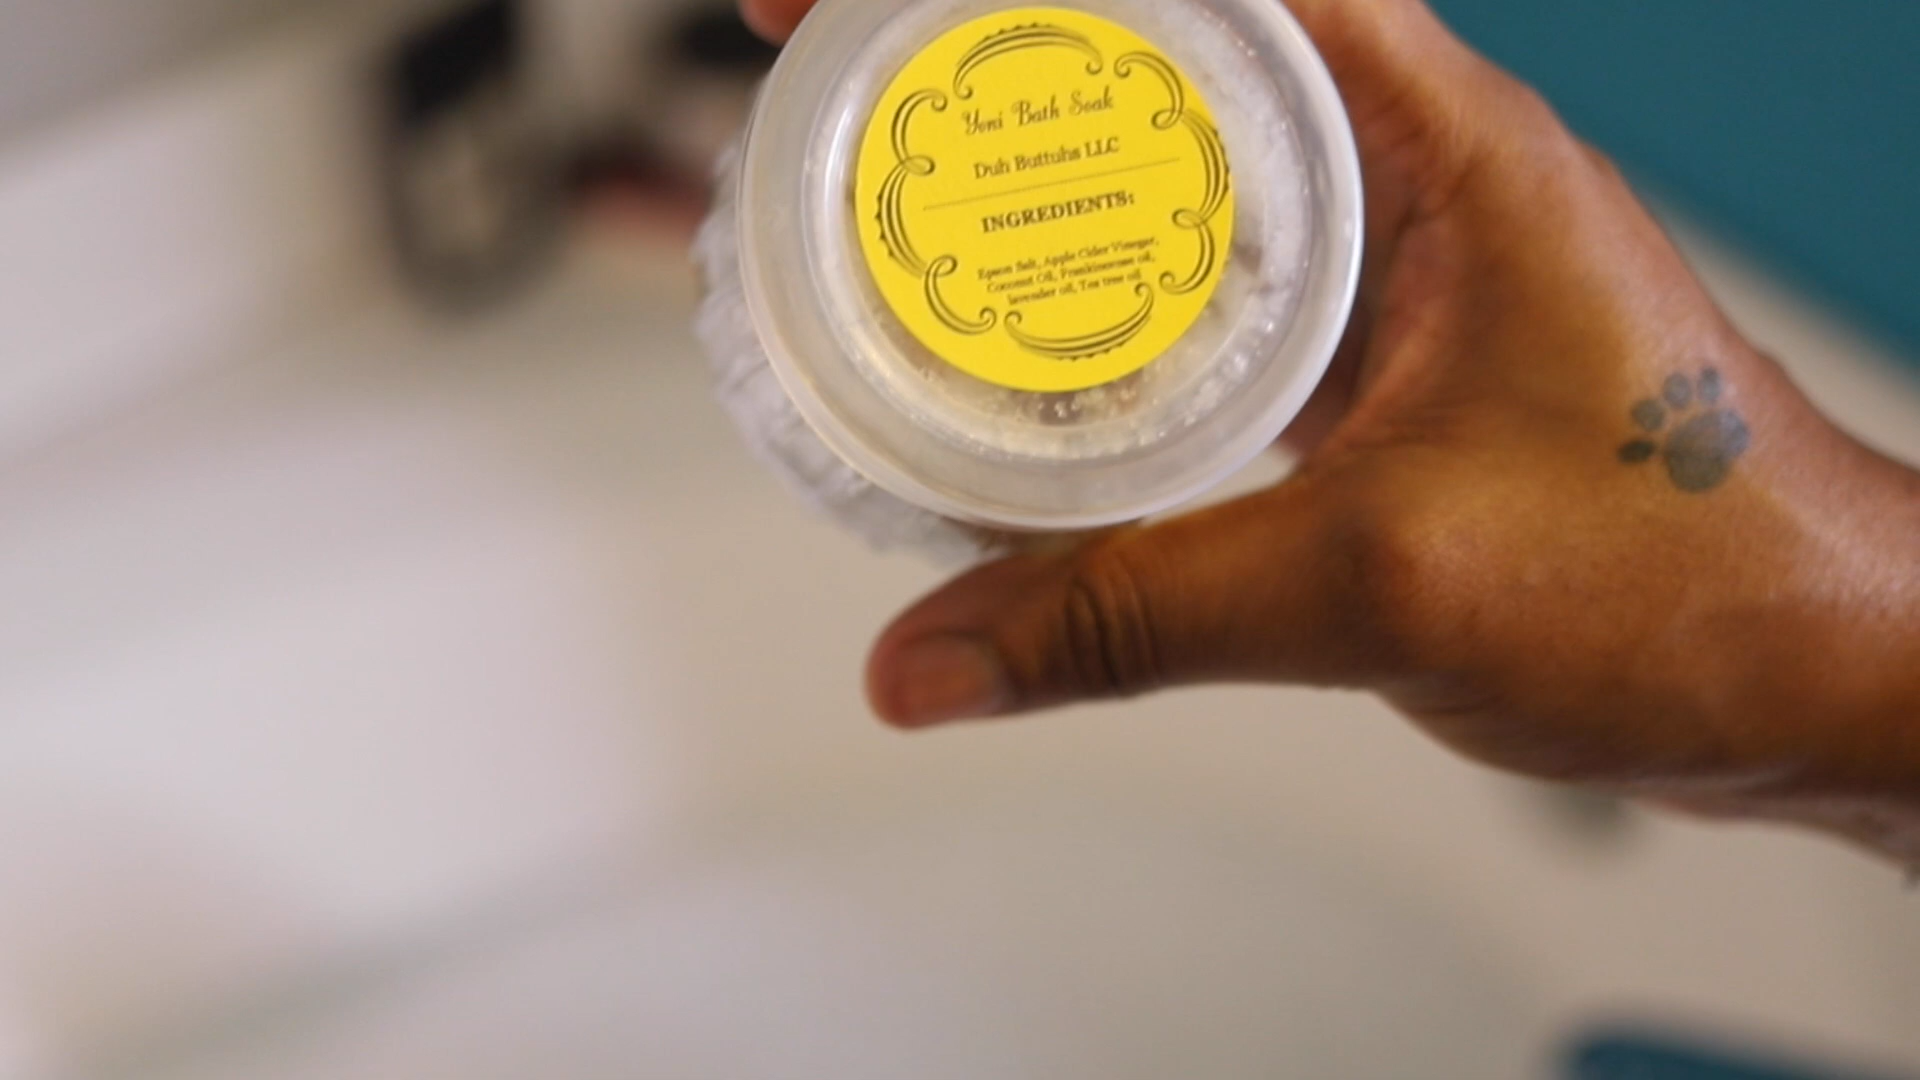 Yoni Bath Soak
Duh Buttuhs LLC
INGREDIENTS:
Epson Salt, Apple Cider Vinegar,
Coconut Oil, Frankincense oil,
lavender oil, Tea tree oil